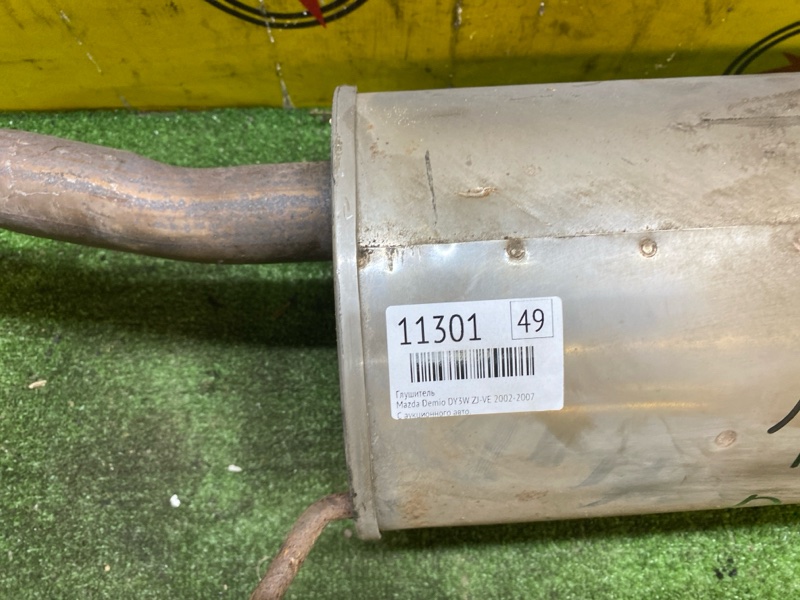 11301 49
Глушитель
Mazda Demio DY3W ZJ-VE 2002-2007
С аукционного авто